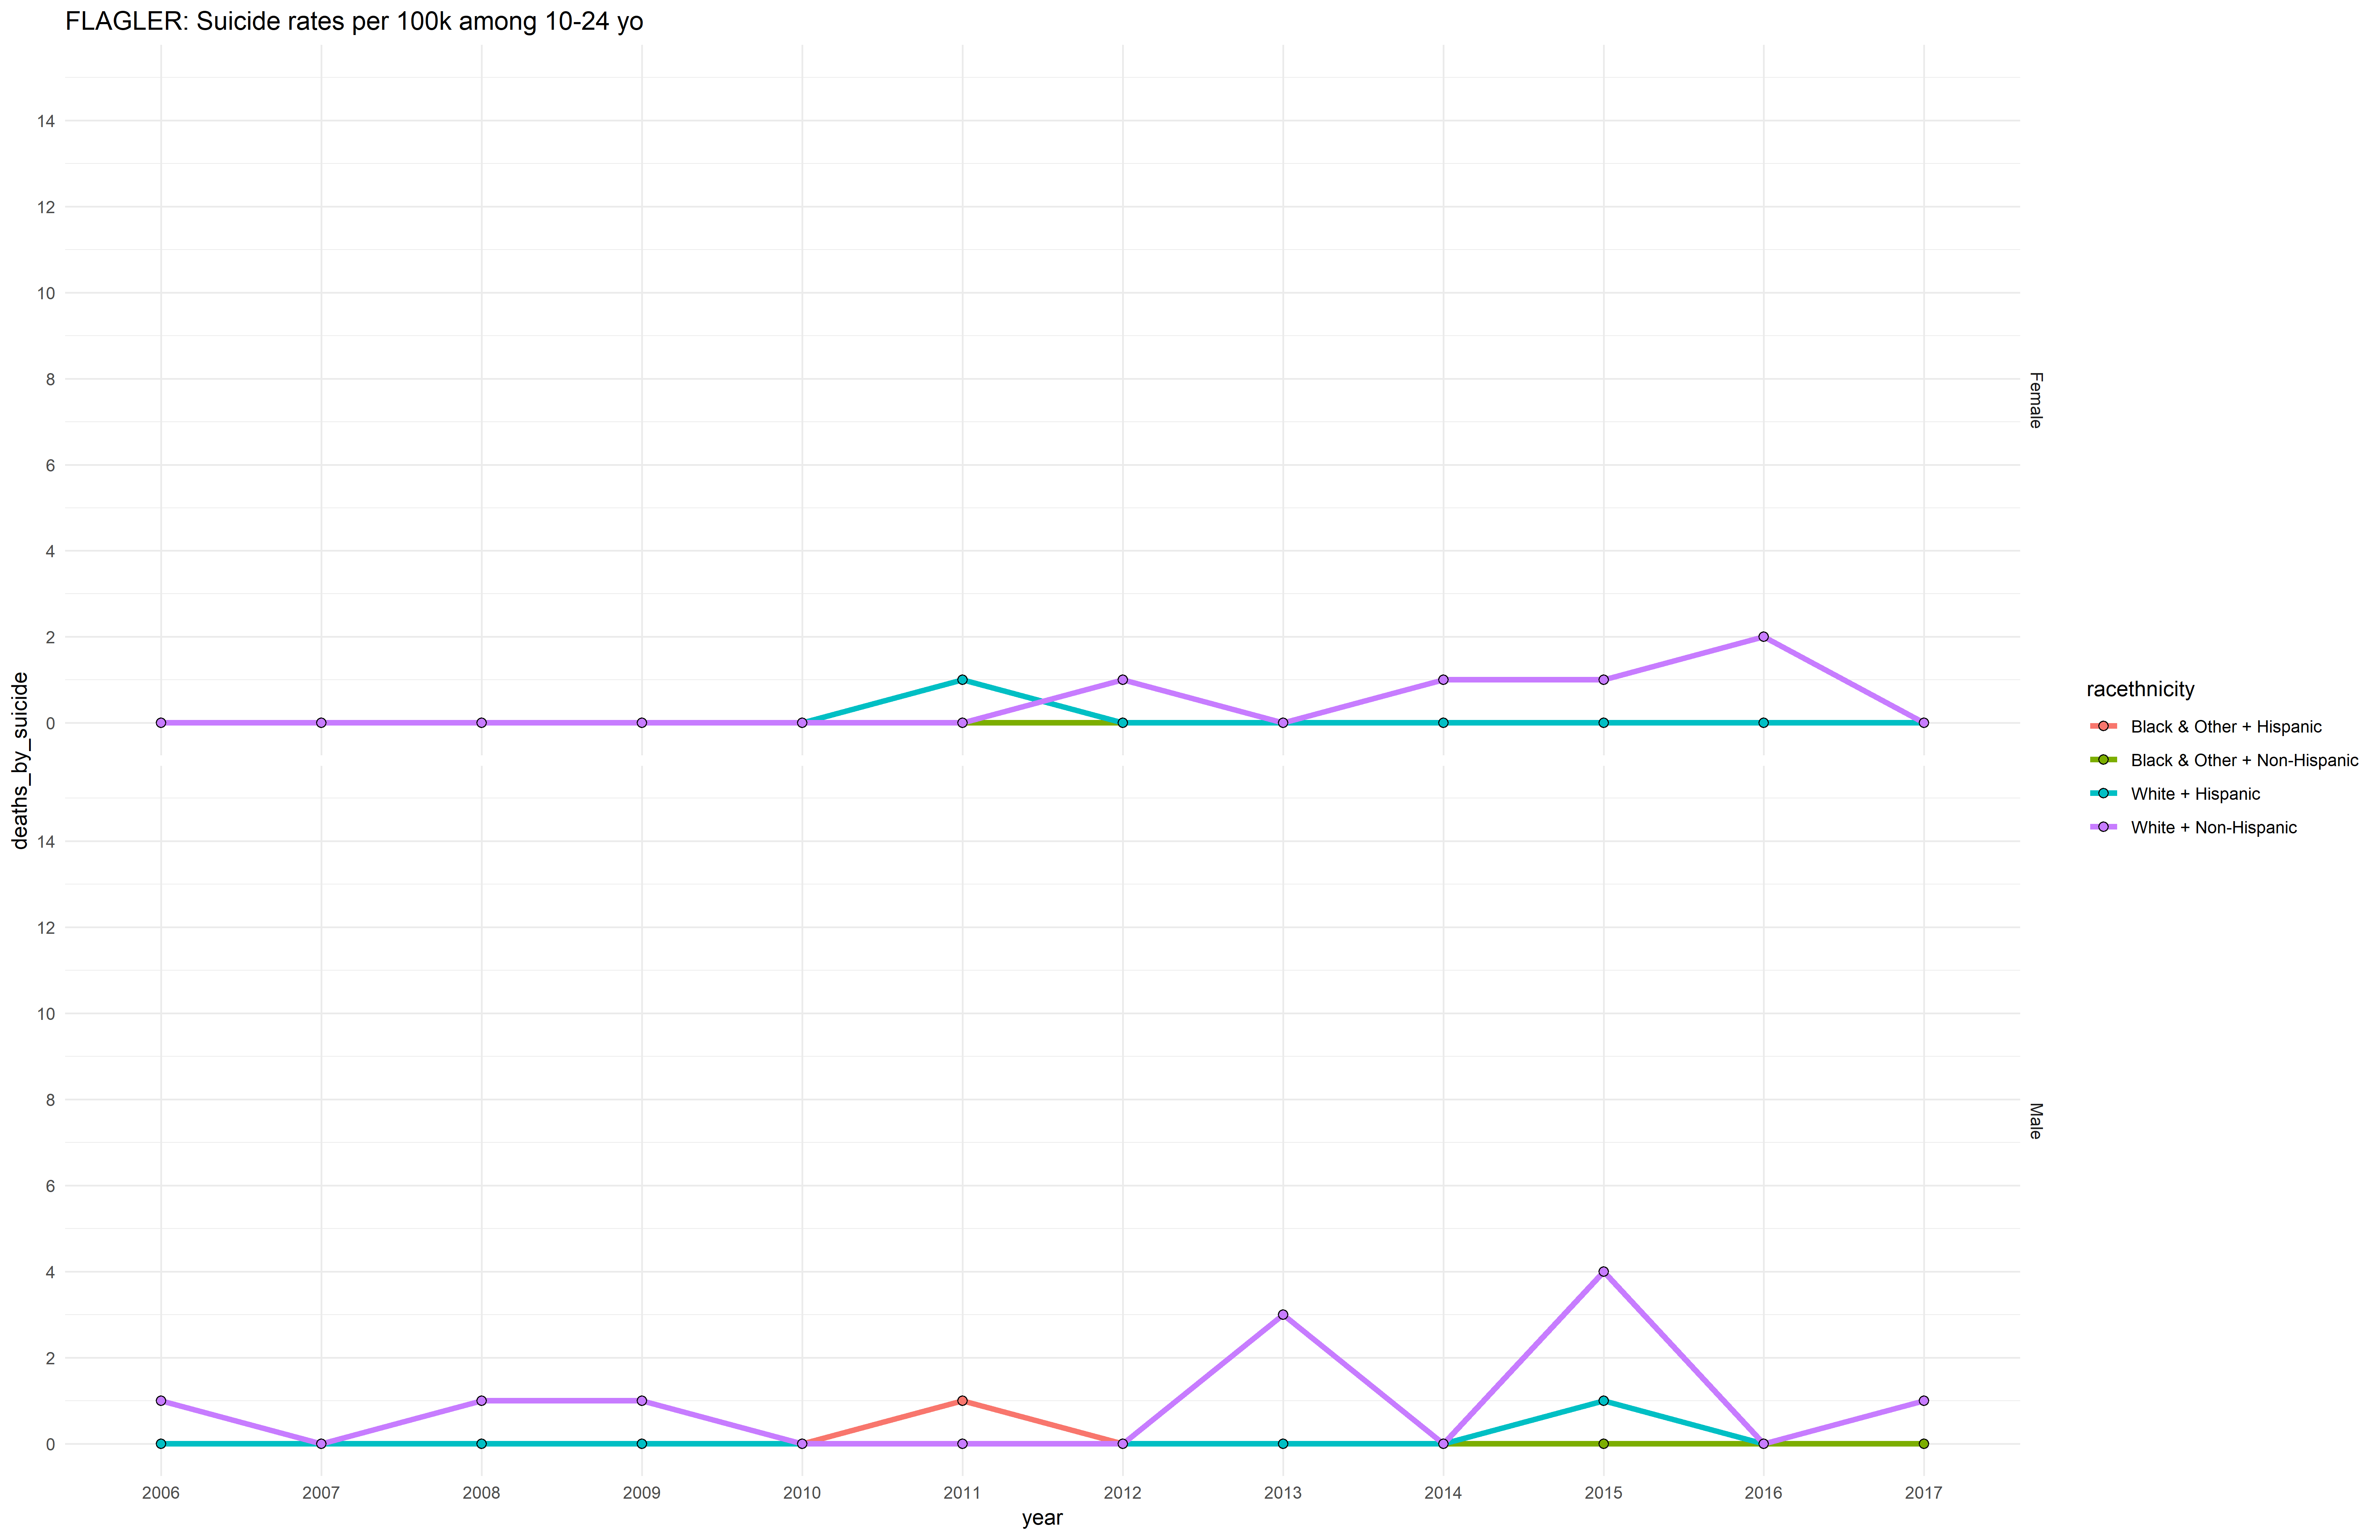 FLAGLER: Suicide rates per 100k among 10-24 yo
deaths_by_suicide
14
12
10
8
6
4
2
0
Female
14
12
10
8
6
4
2
0
Male
2006 2007 2008 2009 2010 2011 2012 2013 2014 2015 2016 2017
year
racethnicity
Black & Other + Hispanic
Black & Other + Non-Hispanic
White + Hispanic
White + Non-Hispanic